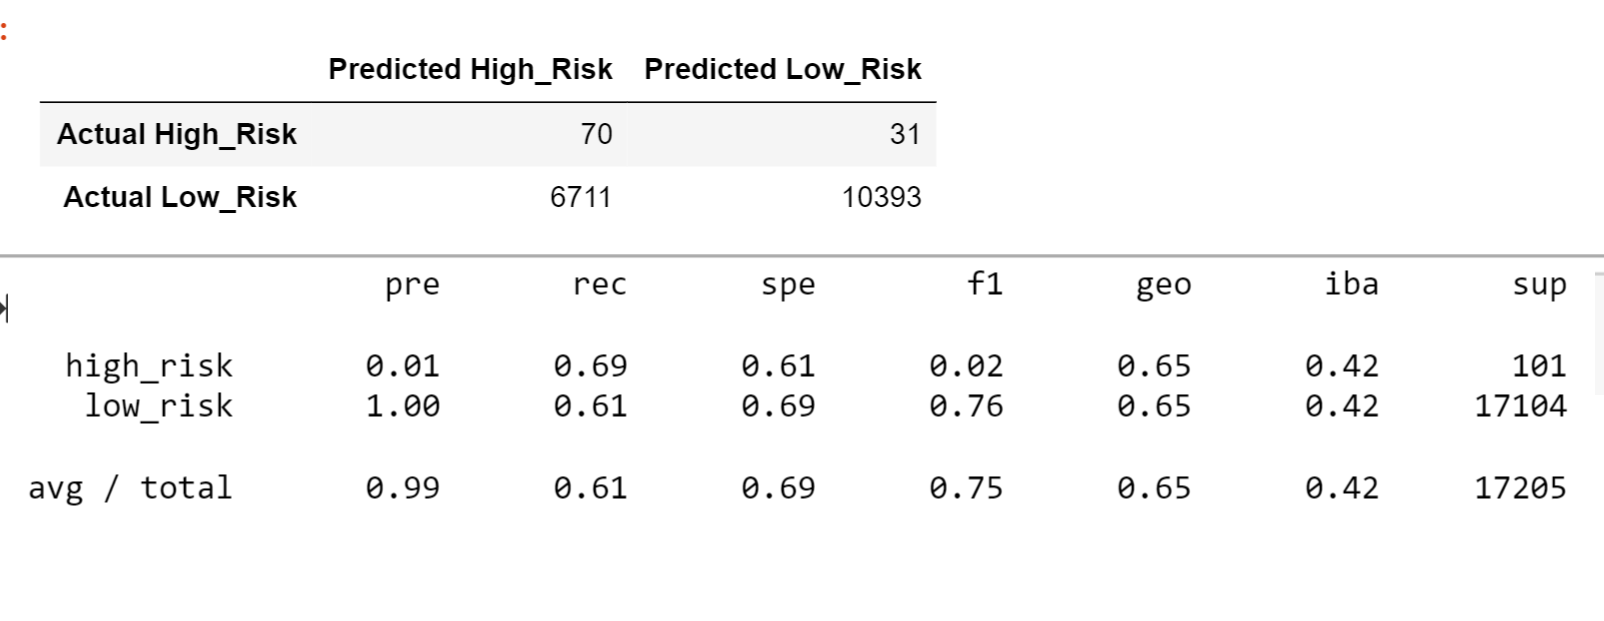 :
Predicted High_Risk Predicted Low_Risk
Actual High_Risk 70 31
Actual Low_Risk 6711 10393
pre rec spe f1 geo iba sup
high_risk 0.01 0.69 0.61 0.02 0.65 0.42 101
low_risk 1.00 0.61 0.69 0.76 0.65 0.42 17104
avg / total 0.99 0.61 0.69 0.75 0.65 0.42 17205